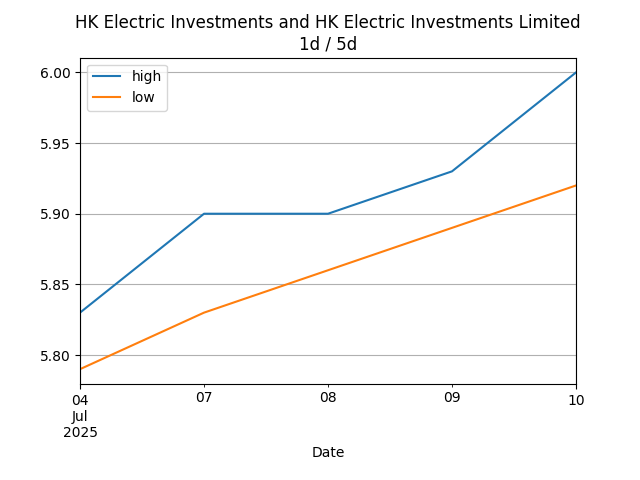 HK Electric Investments and HK Electric Investments Limited
1d / 5d
high
low
6.00
5.95
5.90
5.85
5.80
04
Jul
2025
07
08
09
10
Date